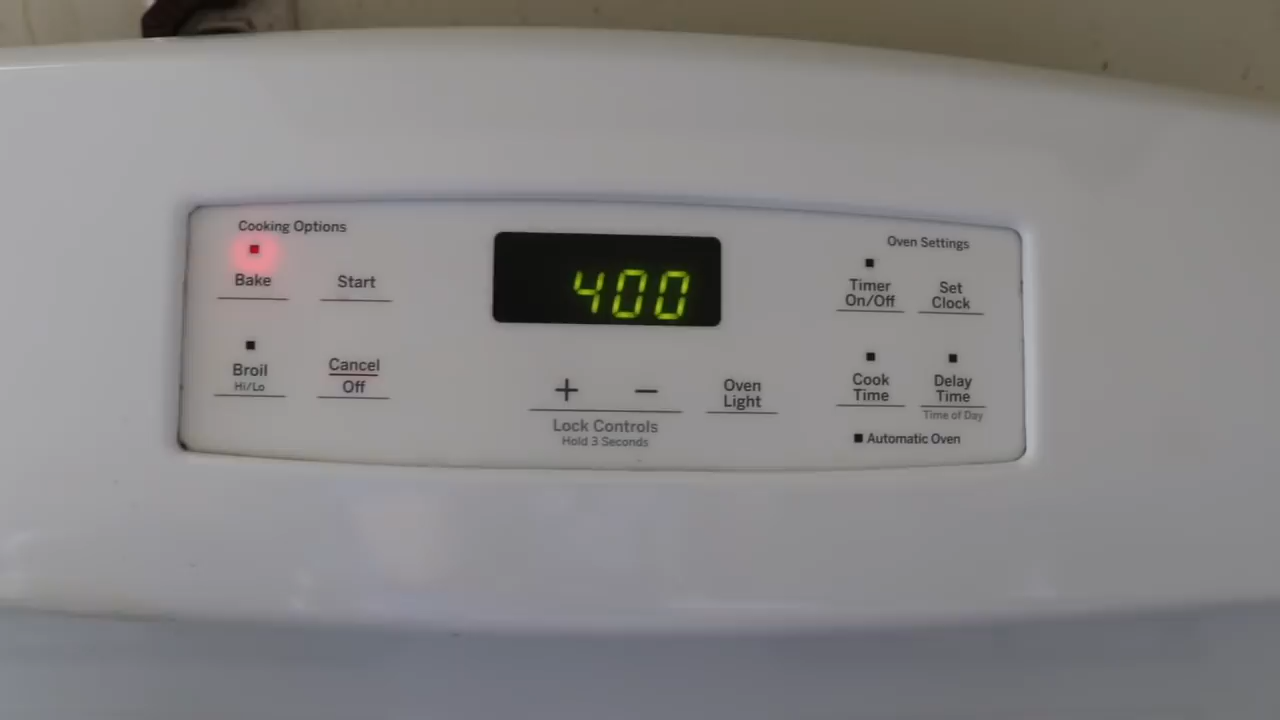 Cooking Options
Bake
Start
Broil
Hi/Lo
Cancel
Off
400
+ −
Lock Controls
Hold 3 Seconds
Oven
Light
Oven Settings
Timer
On/Off
Set
Clock
Cook
Time
Delay
Time
Time of Day
Automatic Oven